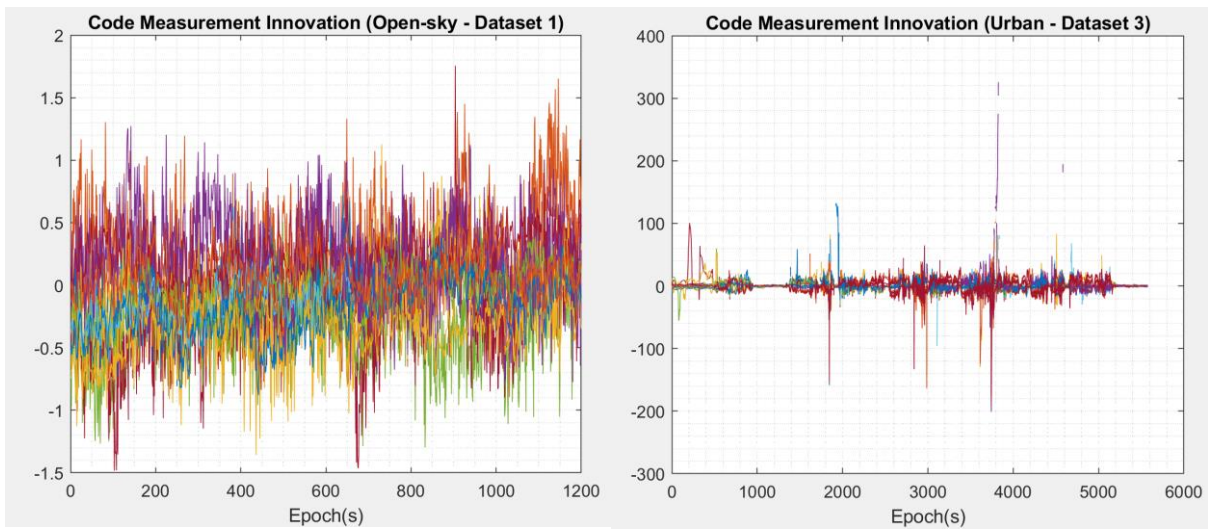 Code Measurement Innovation (Open-sky - Dataset 1)
2
1.5
1
0.5
0
-0.5
-1
-1.5
0 200 400 600 800 1000 1200
Epoch(s)
Code Measurement Innovation (Urban - Dataset 3)
400
300
200
100
0
-100
-200
-300
0 1000 2000 3000 4000 5000 6000
Epoch(s)